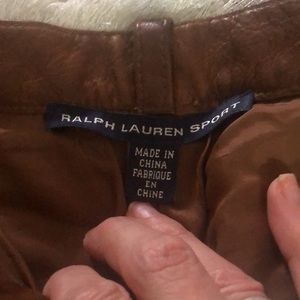 RALPH LAUREN SPORT
MADE IN
CHINA
FABRIQUE
EN
CHINE